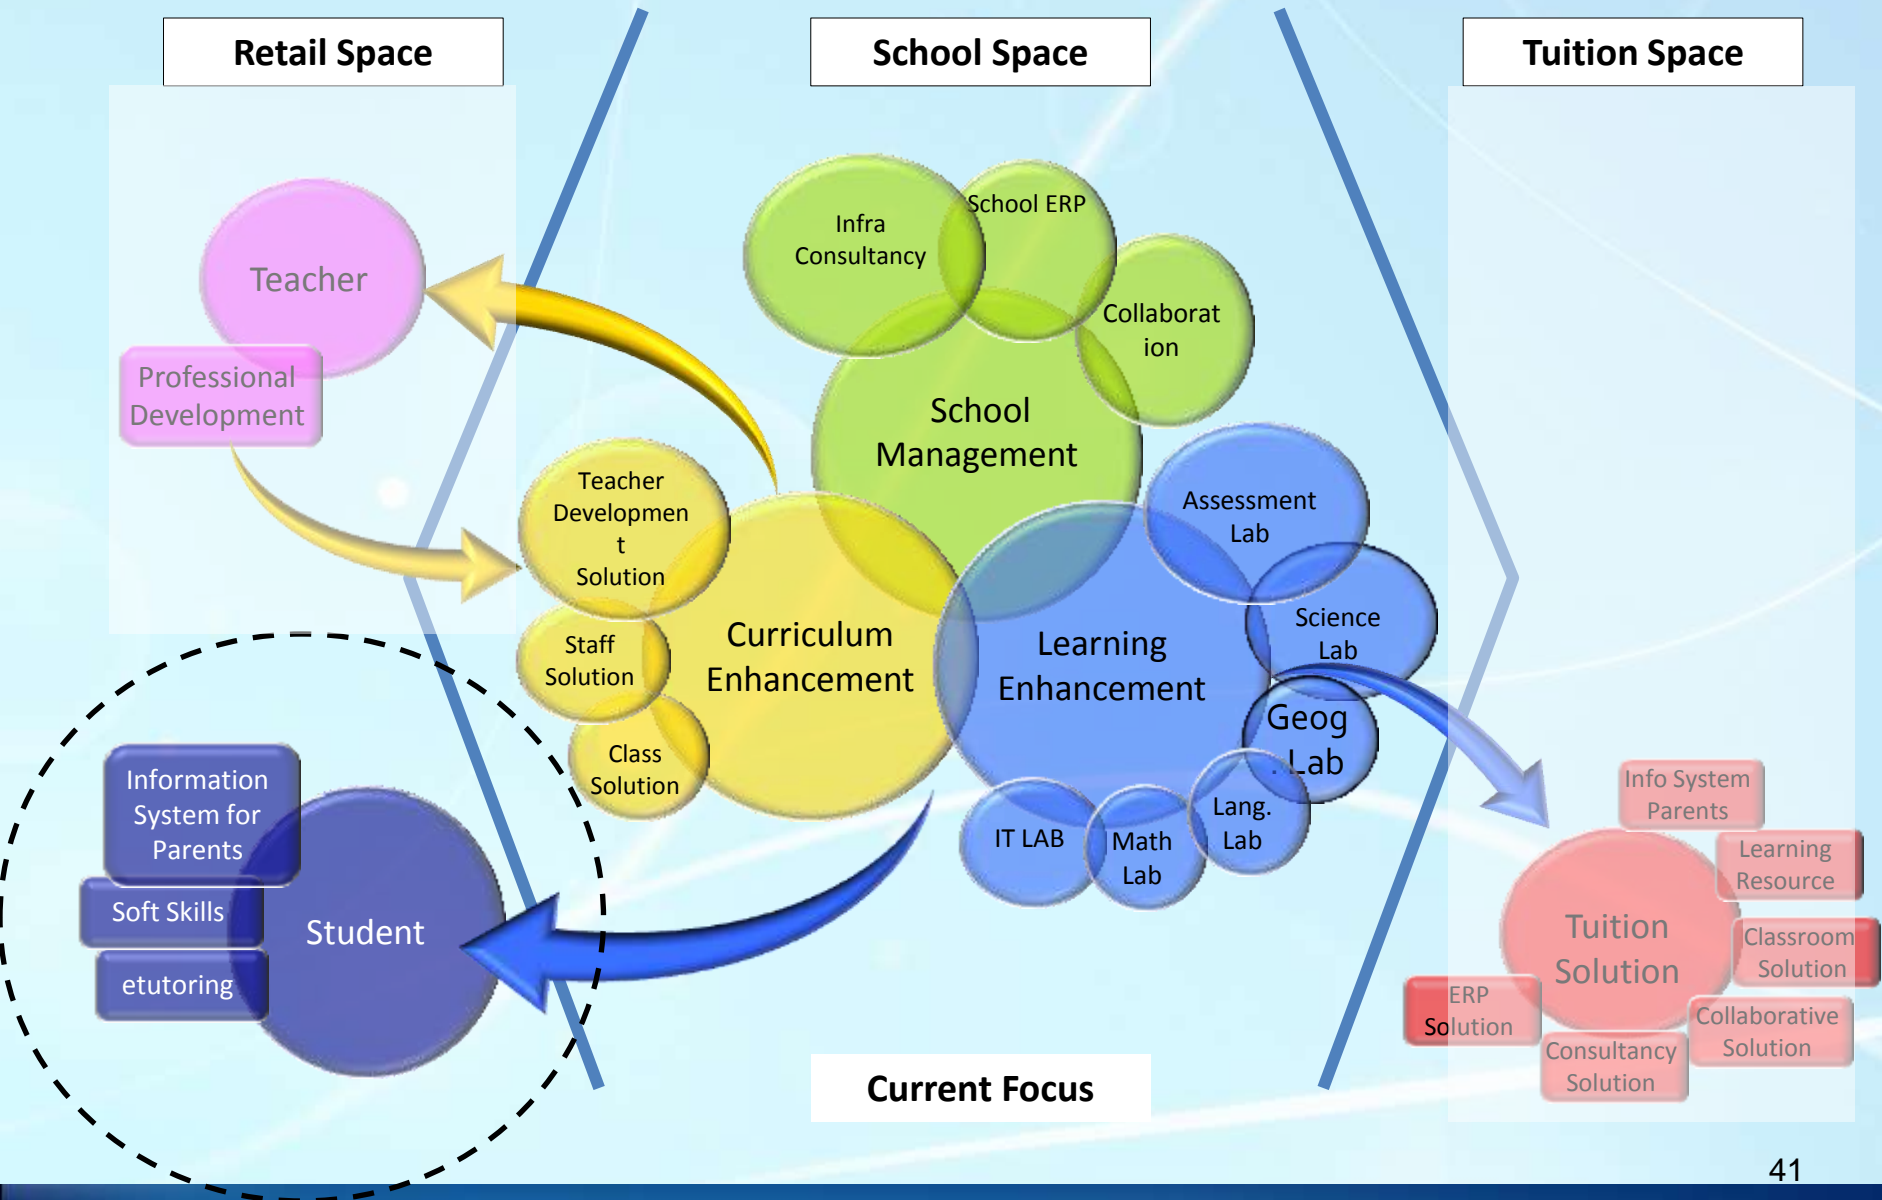 Retail Space
School Space
Tuition Space
Teacher
Professional
Development
Infra
Consultancy
School ERP
Collaborat
ion
School
Management
Teacher
Developmen
t
Solution
Staff
Solution
Class
Solution
Curriculum
Enhancement
Learning
Enhancement
Assessment
Lab
Science
Lab
Geog
. Lab
Lang.
Lab
Math
Lab
IT LAB
Information
System for
Parents
Soft Skills
etutoring
Student
Info System
Parents
Learning
Resource
Classroom
Solution
Collaborative
Solution
Consultancy
Solution
ERP
Solution
Tuition
Solution
Current Focus
41